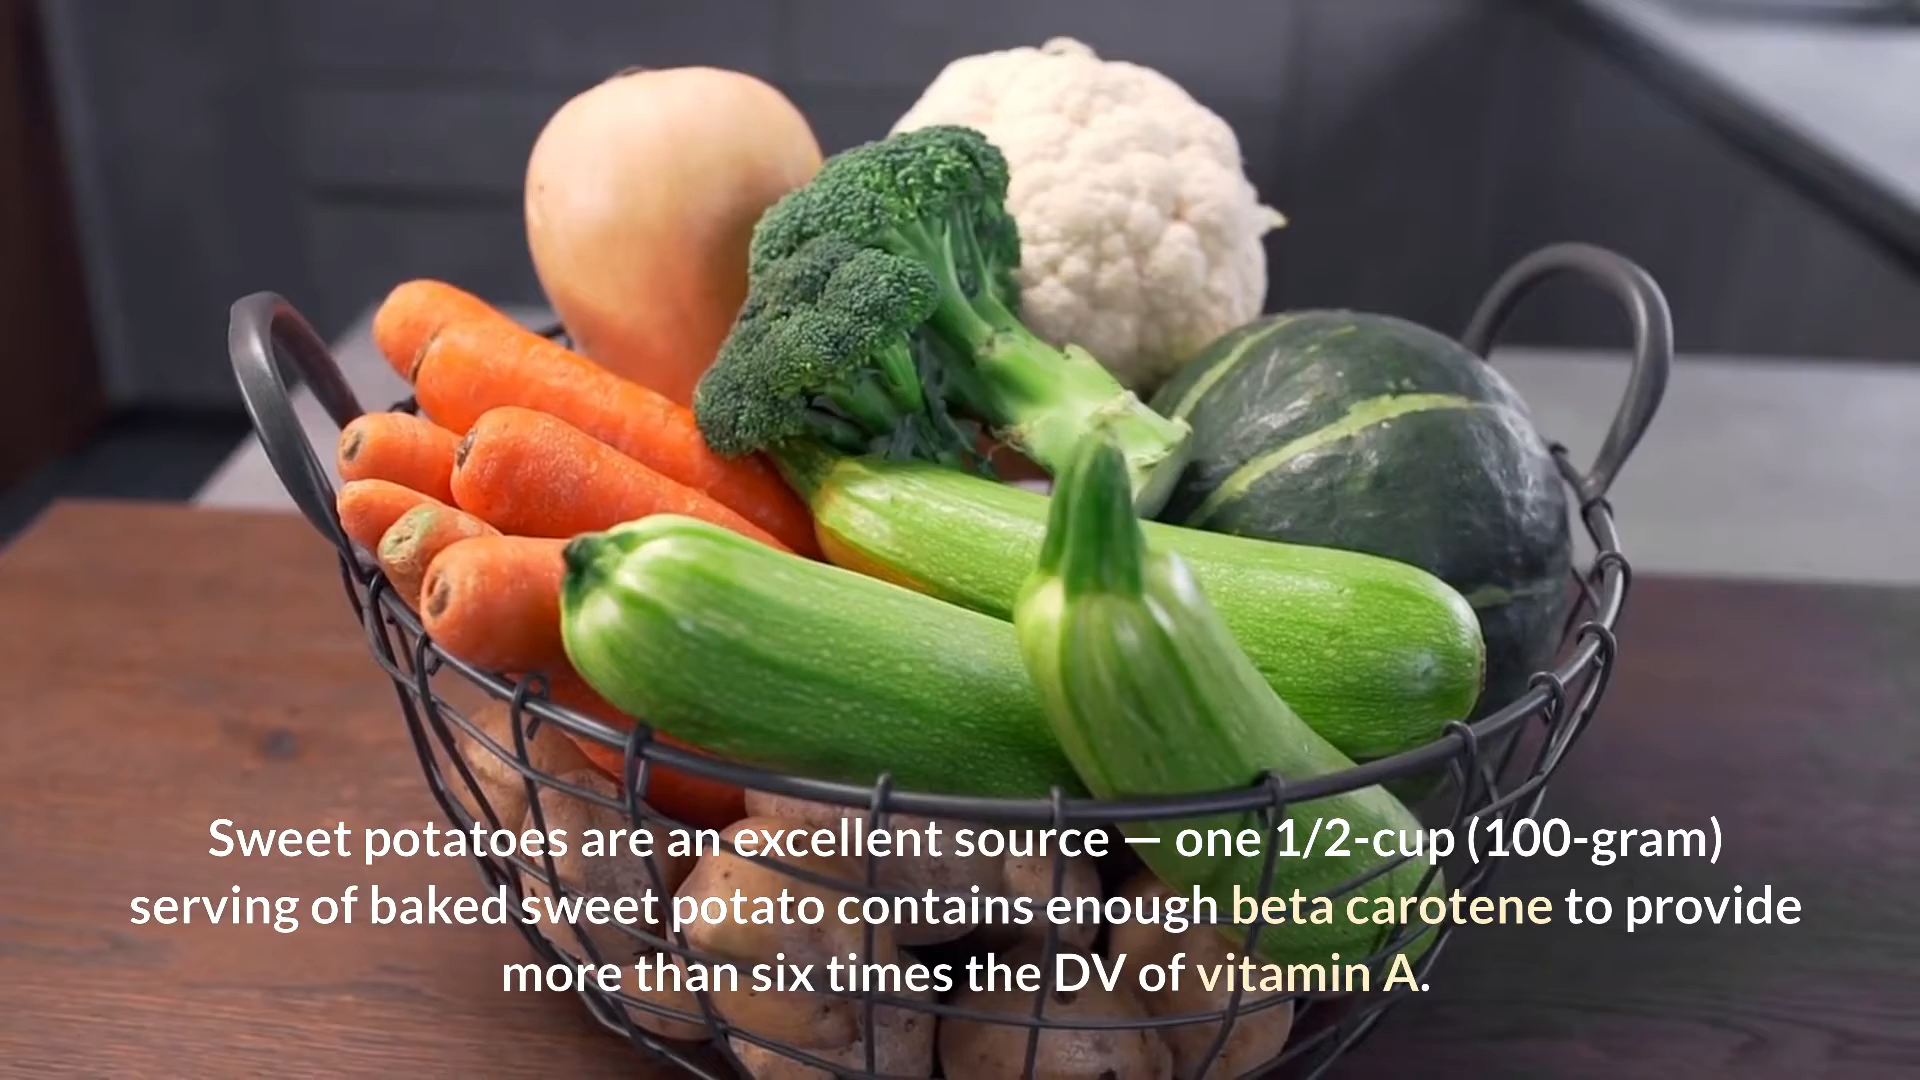 Sweet potatoes are an excellent source — one 1/2-cup (100-gram)
serving of baked sweet potato contains enough beta carotene to provide
more than six times the DV of vitamin A.